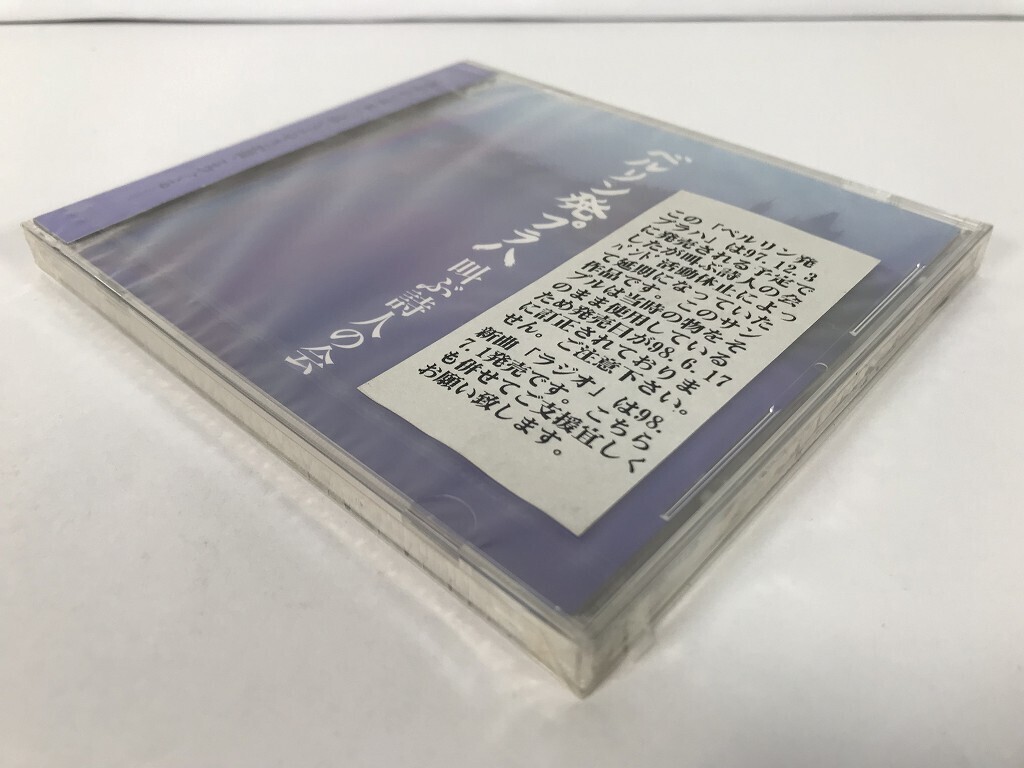 ベルリン発。プラハ
叫ぶ詩人の会
この「ベルリン発
プラハ」は97.12.3
に発売される予定で
したが叫ぶ詩人の会
ハ゜ント活動休止によっ
て延期になっていた
作品です。このサン
プルは当時の物をそ
のまま使用している
ため発売日が98.6.17
に訂正されておりま
せん。ご注意下さい。
新曲「ラジオ」は98.
7.1発売です。こちら
も併せてご支援宜しく
お願い致します。